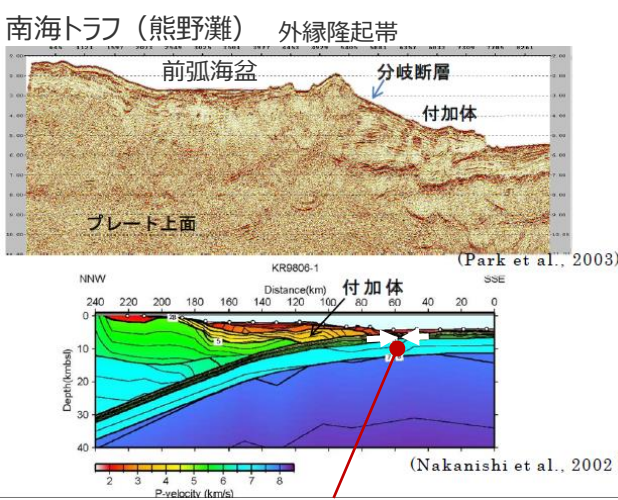 南海トラフ（熊野灘） 外縁隆起帯
前弧海盆
分岐断層
付加体
プレート上面
(Park et al., 2003)
KR9806-1
NNW
SSE
Distance(km)
付加体
240 220 200 180 160 140 120 100 80 60 40 20 0
0
10
20
30
40
Depth(kmbsl)
2 3 4 5 6 7 8
P-velocity (km/s)
(Nakanishi et al., 2002